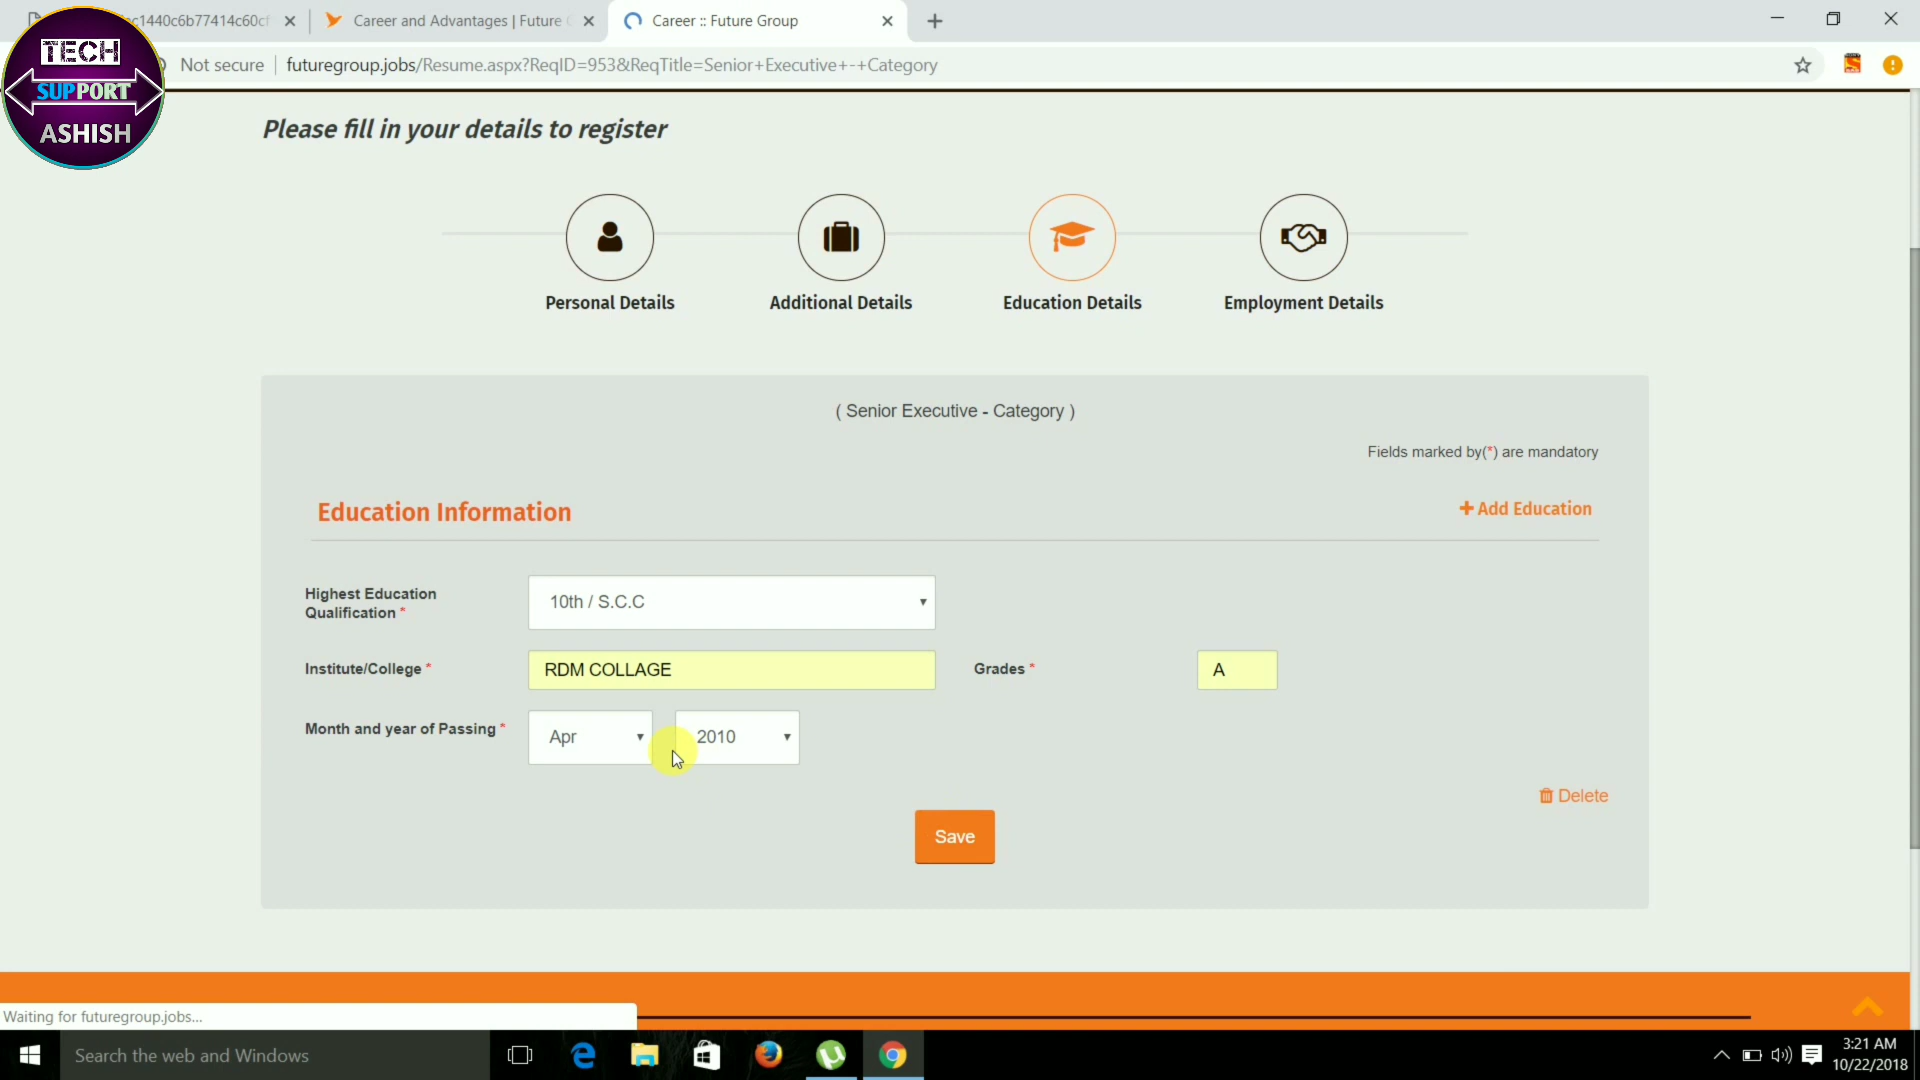 c1440c6b77414c60cf
Career and Advantages | Future
Career :: Future Group
TECH
SUPPORT
ASHISH
Not secure
futuregroup.jobs/Resume.aspx?ReqID=953&ReqTitle=Senior+Executive+-+Category
Please fill in your details to register
Personal Details
Additional Details
Education Details
Employment Details
( Senior Executive - Category )
Fields marked by(*) are mandatory
Education Information
+ Add Education
Highest Education
Qualification *
10th / S.C.C
Institute/College *
RDM COLLAGE
Grades *
A
Month and year of Passing *
Apr
2010
Delete
Save
Waiting for futuregroup.jobs...
Search the web and Windows
3:21 AM
10/22/2018